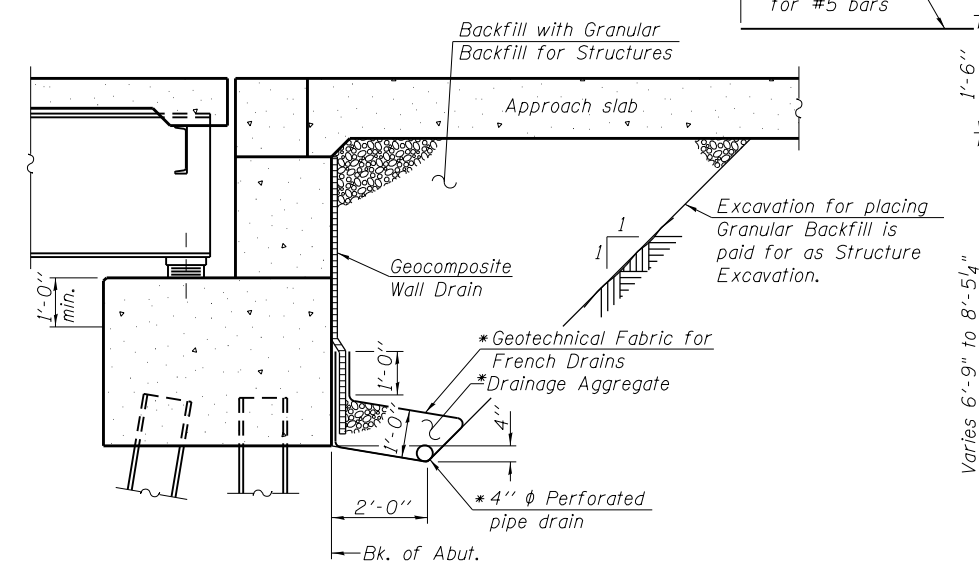 for #5 bars
1'-6"
Varies 6'-9" to 8'-5¼"
Backfill with Granular
Backfill for Structures
Approach slab
Excavation for placing
Granular Backfill is
paid for as Structure
Excavation.
1
1
Geocomposite
Wall Drain
1'-0"
min.
*Geotechnical Fabric for
French Drains
*Drainage Aggregate
1'-0"
1'-0"
4"
2'-0"
*4" ϕ Perforated
pipe drain
Bk. of Abut.